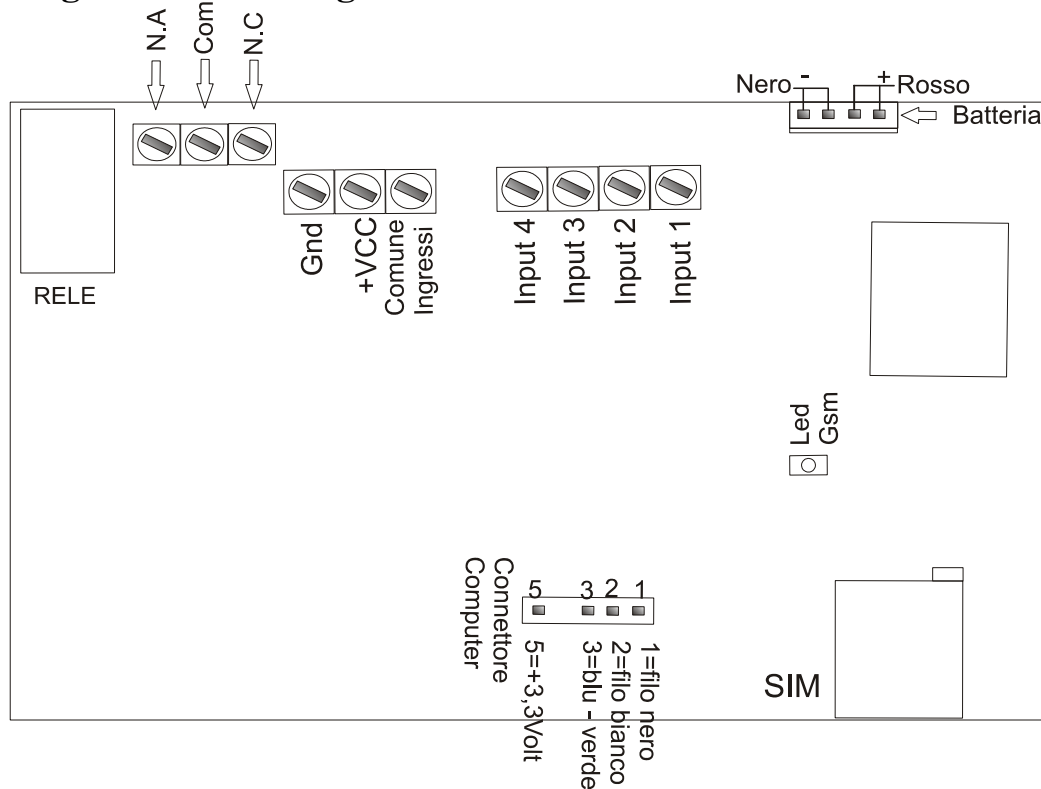 N.A
Com
N.C
Nero
-
+
Rosso
Batteria
RELE
Gnd
+VCC
Comune
Ingressi
Input 4
Input 3
Input 2
Input 1
Led
Gsm
Connettore
Computer
5 3 2 1
5=+3,3Volt
3=blu - verde
2=filo bianco
1=filo nero
SIM